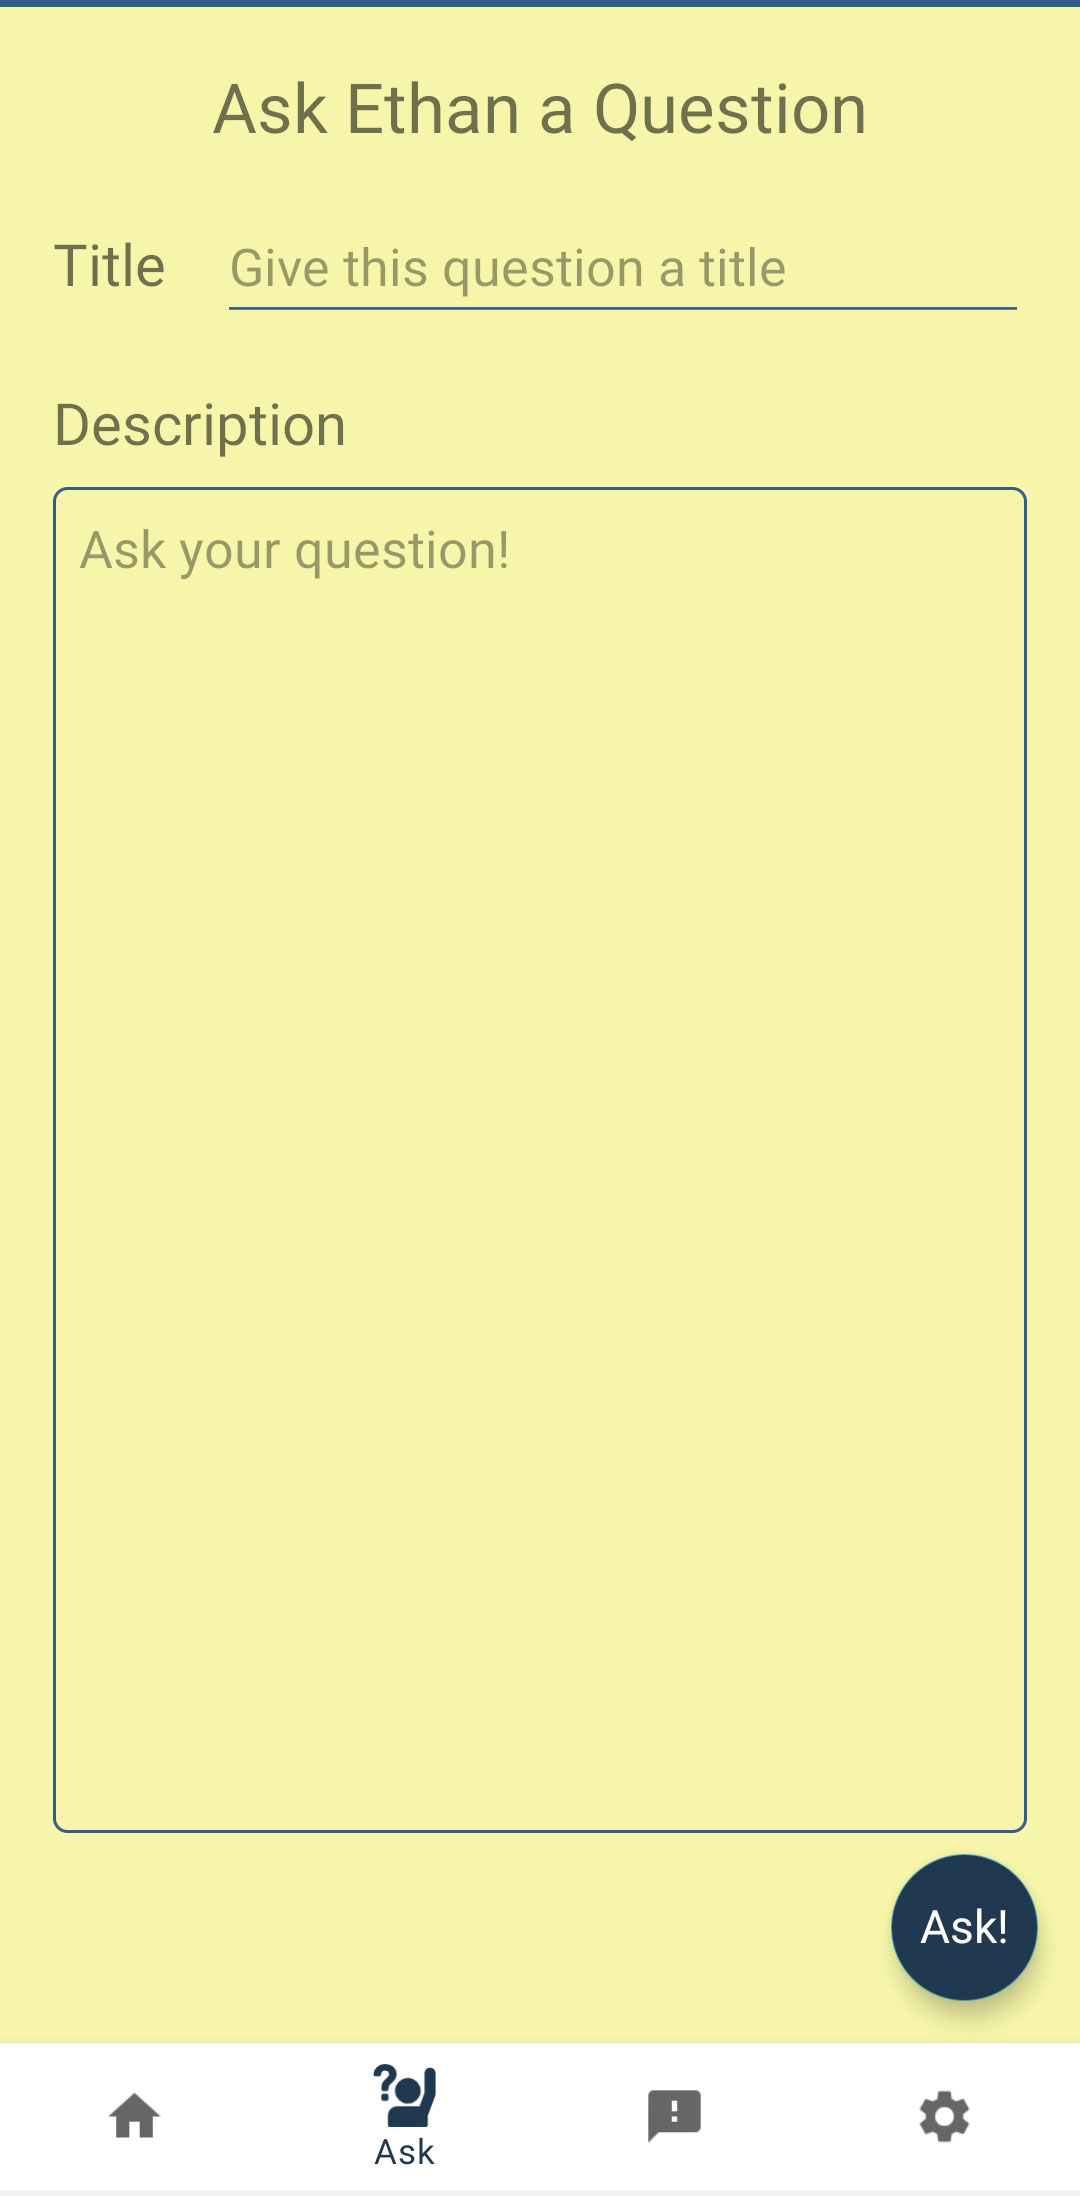 Ask Ethan a Question
Title
Give this question a title
Description
Ask your question!
Ask!
Ask